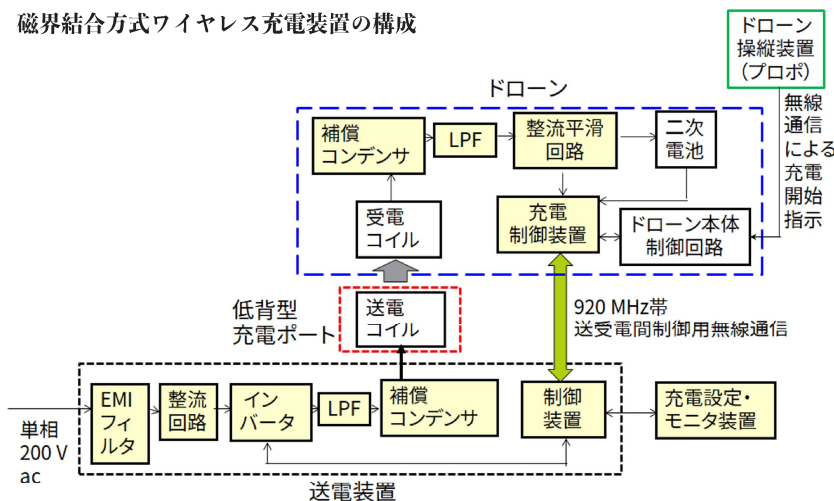 磁界結合方式ワイヤレス充電装置の構成
ドローン
操縦装置
(プロポ)
無線
通信
による
充電
開始
指示
ドローン
補償
コンデンサ
LPF
整流平滑
回路
二次
電池
受電
コイル
充電
制御装置
ドローン本体
制御回路
低背型
充電ポート
送電
コイル
920 MHz帯
送受電間制御用無線通信
単相
200 V
ac
EMI
フィ
ルタ
整流
回路
イン
バータ
LPF
補償
コンデンサ
制御
装置
充電設定・
モニタ装置
送電装置